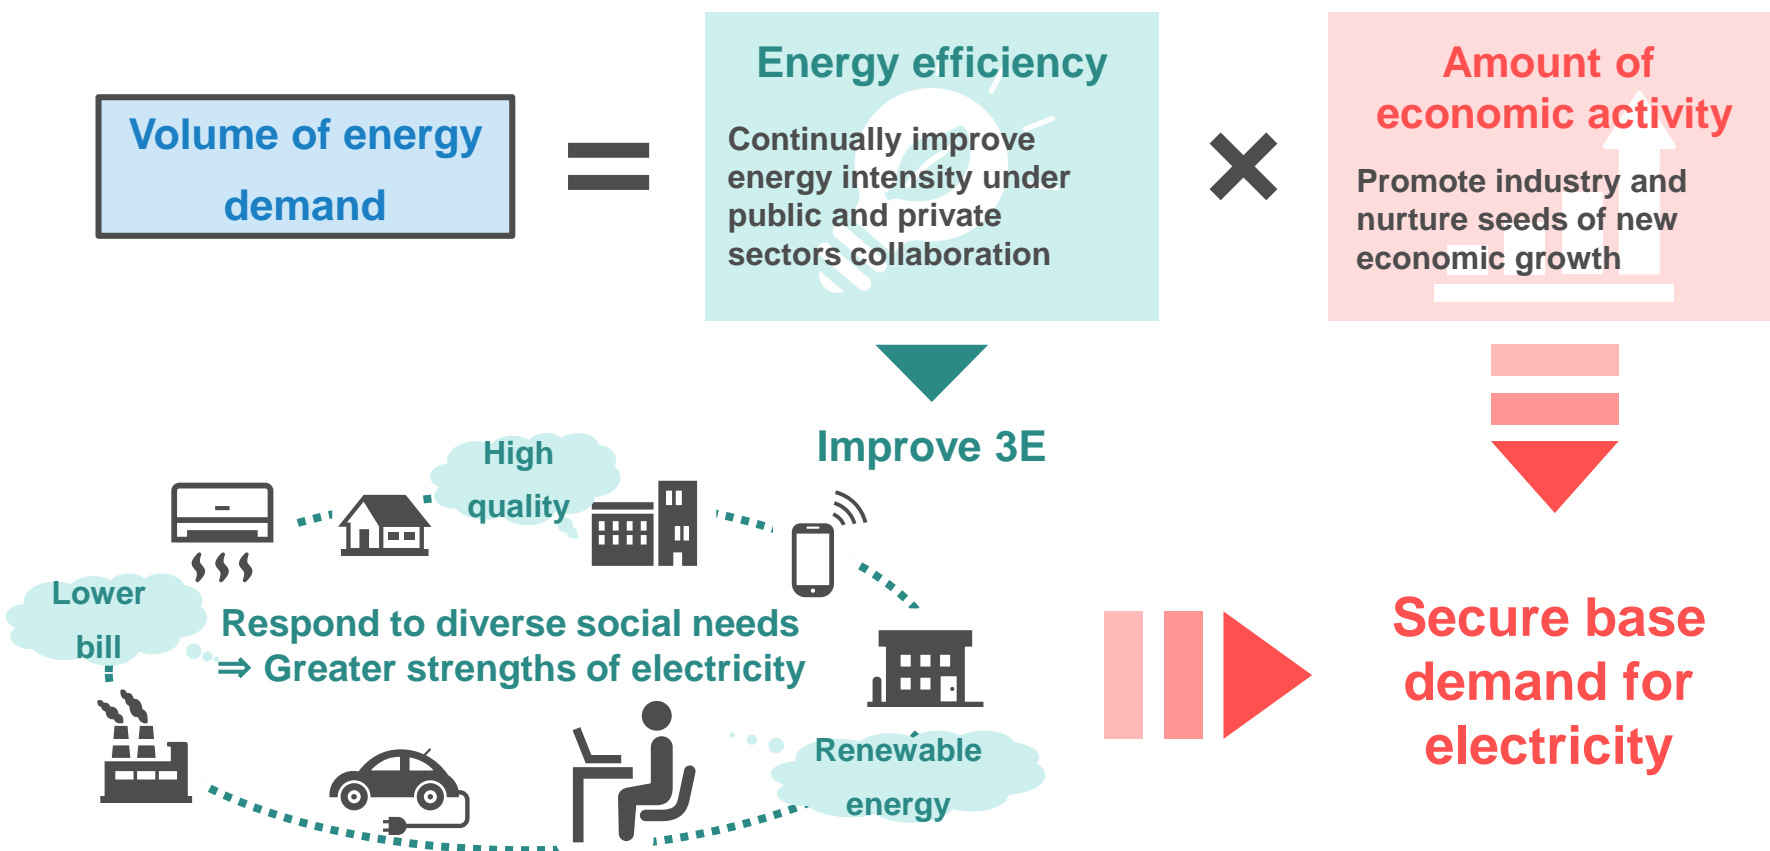 Volume of energy
demand
=
Energy efficiency
Continually improve
energy intensity under
public and private
sectors collaboration
×
Amount of
economic activity
Promote industry and
nurture seeds of new
economic growth
Improve 3E
High
quality
Lower
bill
Respond to diverse social needs
⇒ Greater strengths of electricity
Renewable
energy
Secure base
demand for
electricity